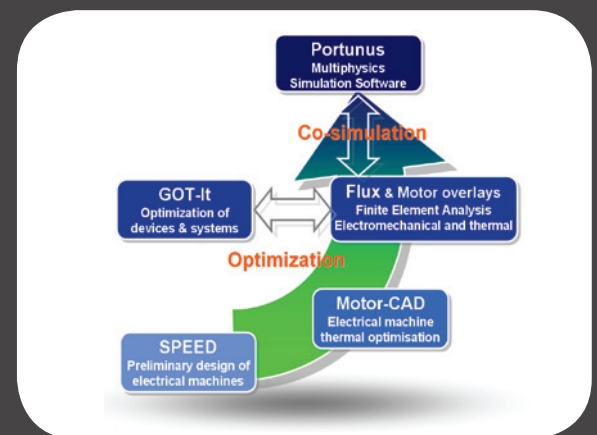 Portunus
Multiphysics
Simulation Software
Co-simulation
GOT-It
Optimization of
devices & systems
Flux & Motor overlays
Finite Element Analysis
Electromechanical and thermal
Optimization
Motor-CAD
Electrical machine
thermal optimisation
SPEED
Preliminary design of
electrical machines